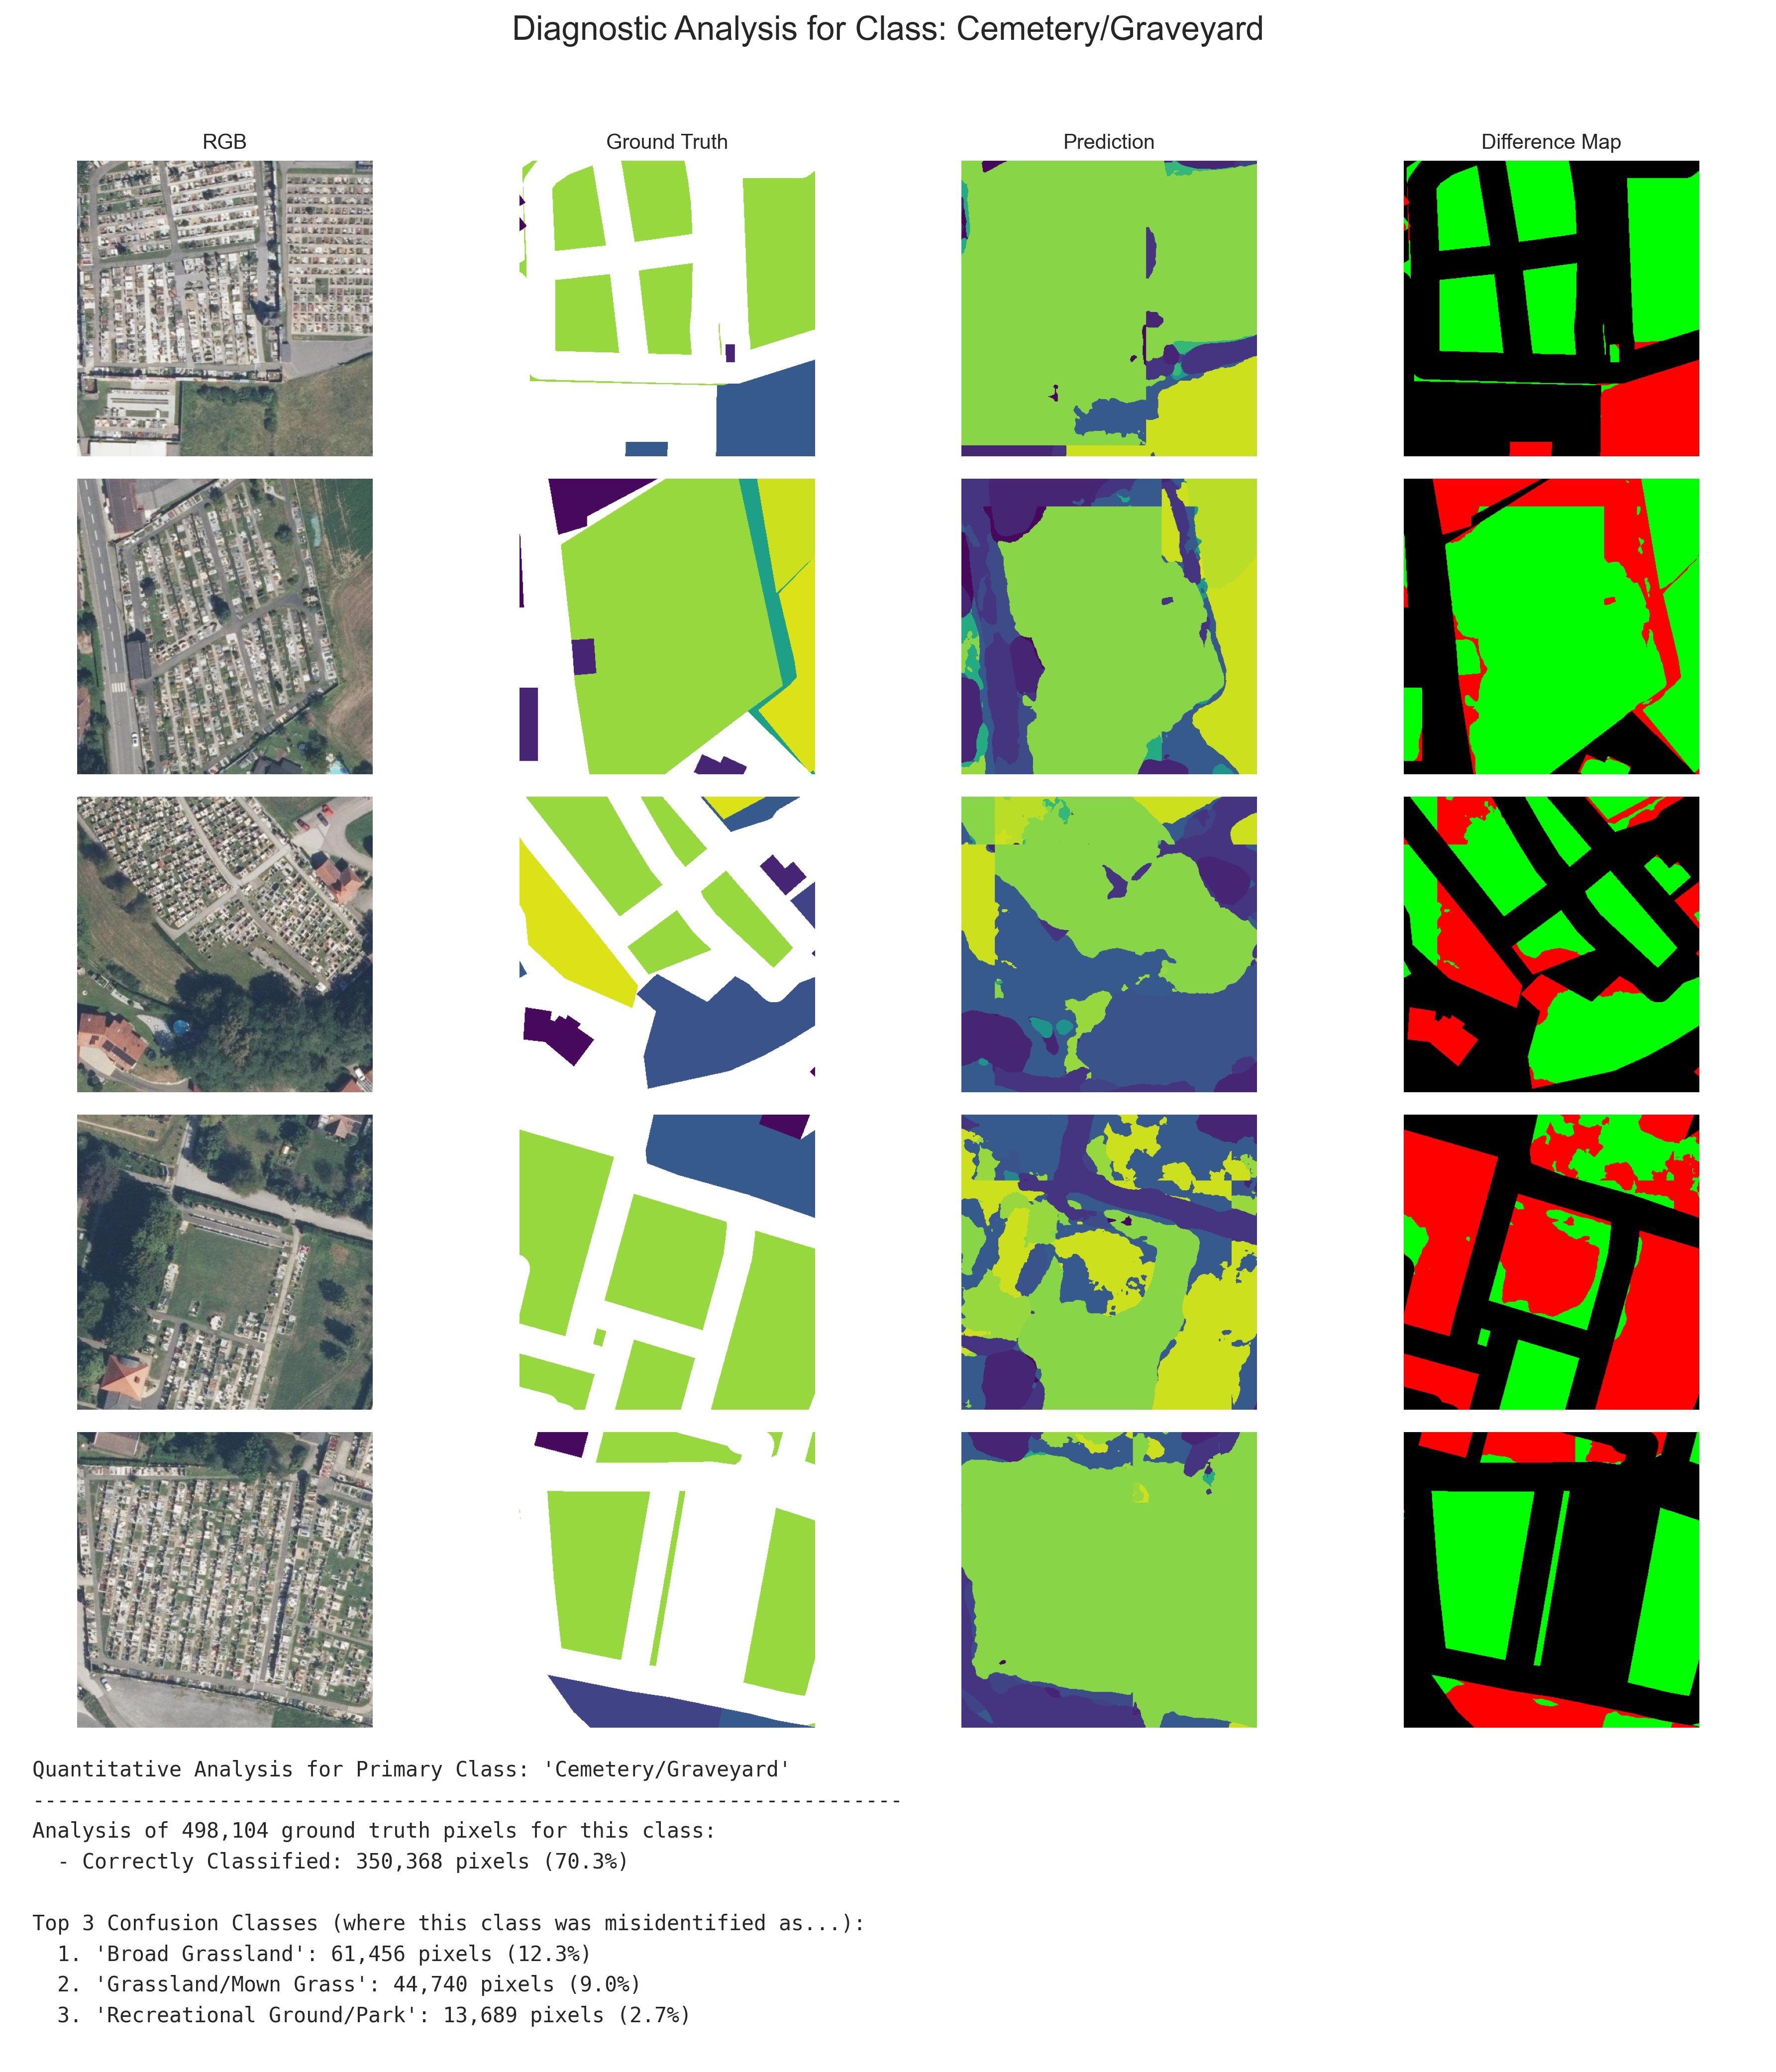 Diagnostic Analysis for Class: Cemetery/Graveyard
RGB
Ground Truth
Prediction
Difference Map
Quantitative Analysis for Primary Class: 'Cemetery/Graveyard'
----------------------------------------------------------------------
Analysis of 498,104 ground truth pixels for this class:
- Correctly Classified: 350,368 pixels (70.3%)
Top 3 Confusion Classes (where this class was misidentified as...):
1. 'Broad Grassland': 61,456 pixels (12.3%)
2. 'Grassland/Mown Grass': 44,740 pixels (9.0%)
3. 'Recreational Ground/Park': 13,689 pixels (2.7%)